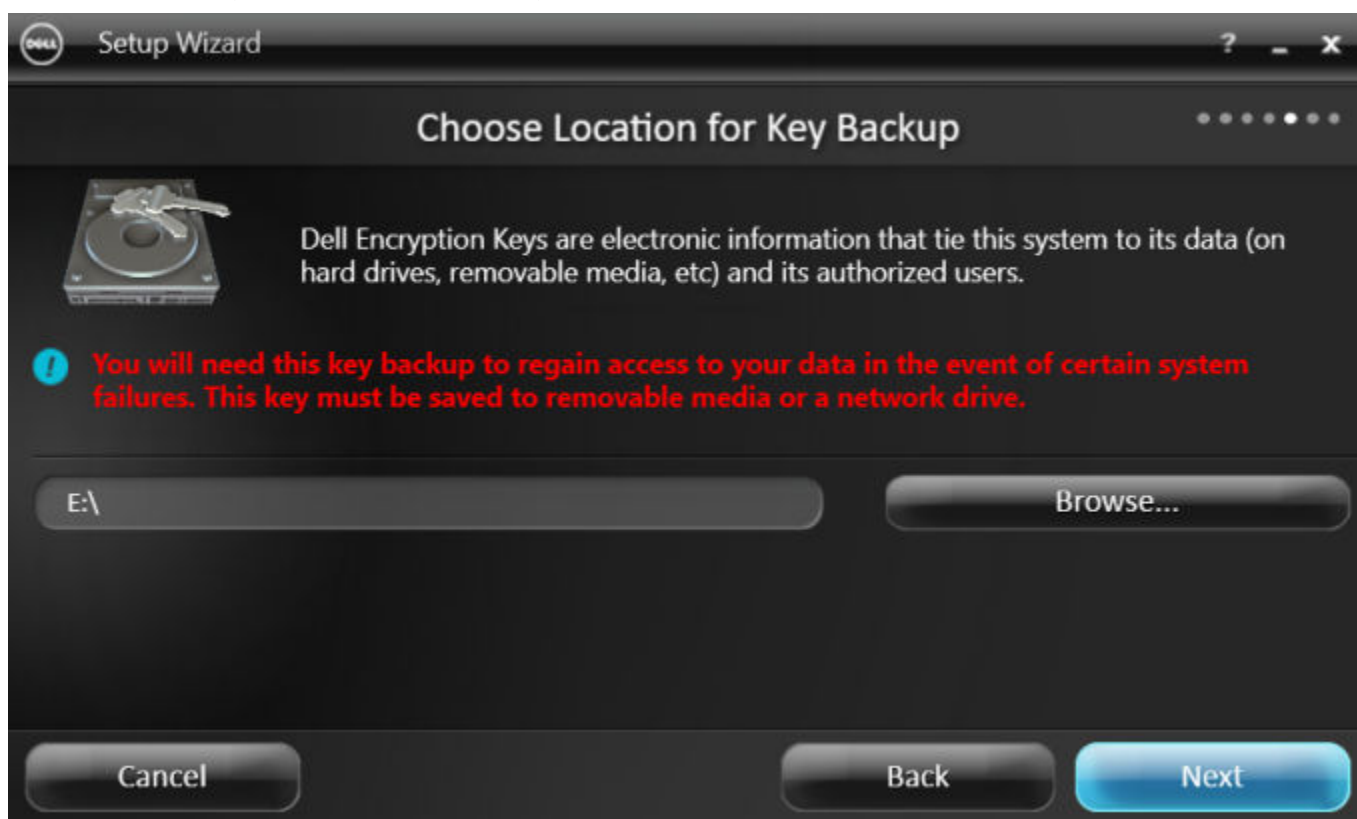 DELL
Setup Wizard
? _ x
Choose Location for Key Backup
Dell Encryption Keys are electronic information that tie this system to its data (on
hard drives, removable media, etc) and its authorized users.
! You will need this key backup to regain access to your data in the event of certain system
failures. This key must be saved to removable media or a network drive.
E:\
Browse...
Cancel
Back
Next